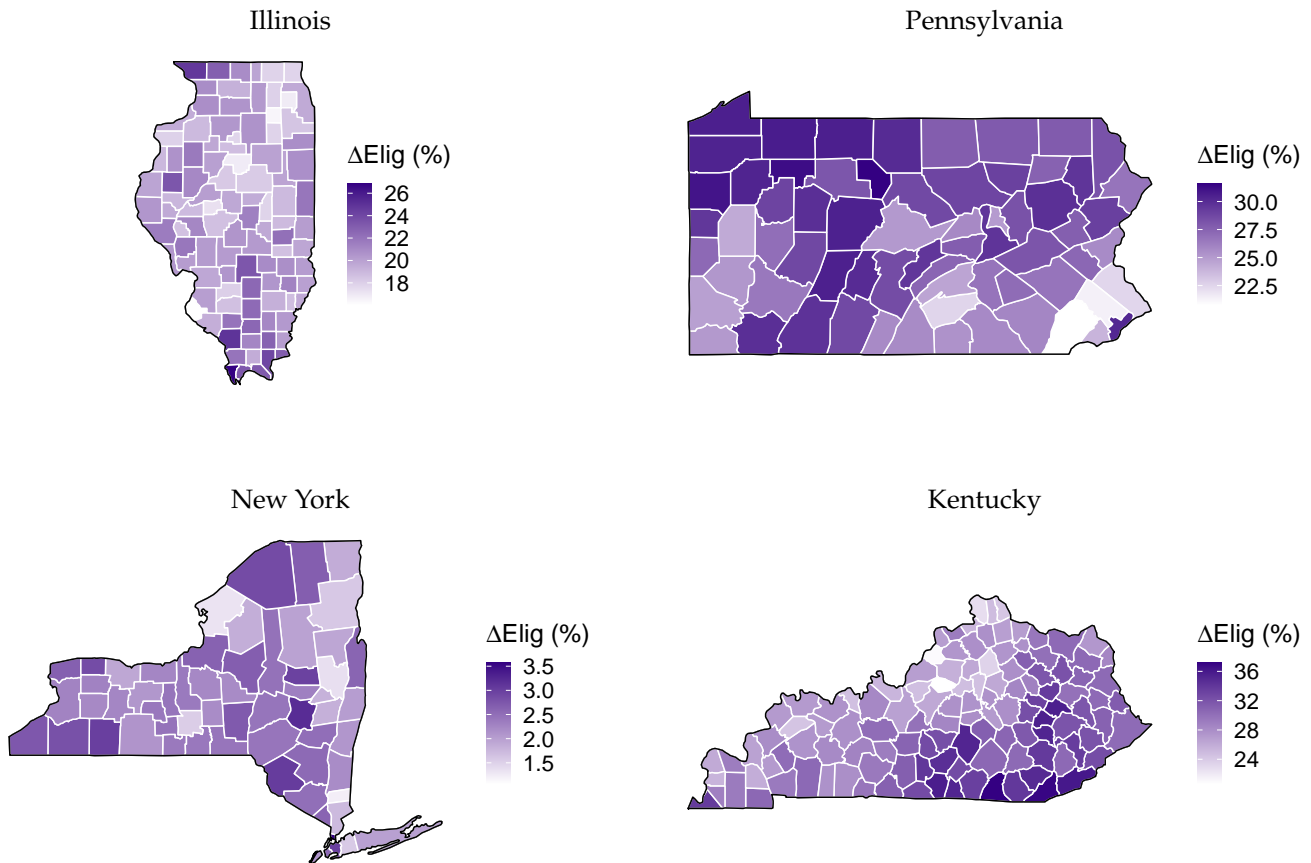 Illinois
ΔElig (%)
26
24
22
20
18
Pennsylvania
ΔElig (%)
30.0
27.5
25.0
22.5
New York
ΔElig (%)
3.5
3.0
2.5
2.0
1.5
Kentucky
ΔElig (%)
36
32
28
24